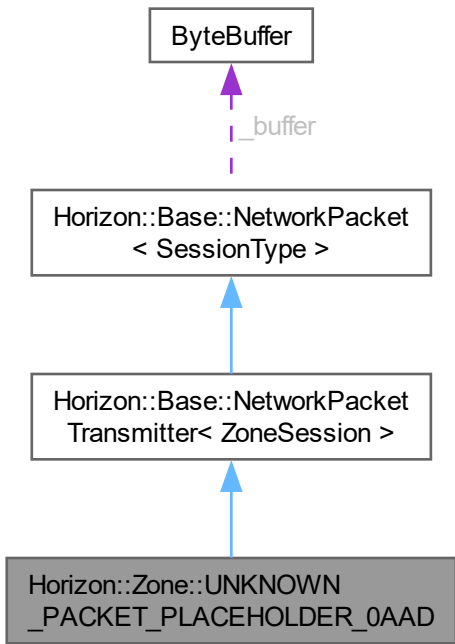 ByteBuffer
_buffer
Horizon::Base::NetworkPacket
< SessionType >
Horizon::Base::NetworkPacket
Transmitter< ZoneSession >
Horizon::Zone::UNKNOWN
_PACKET_PLACEHOLDER_0AAD